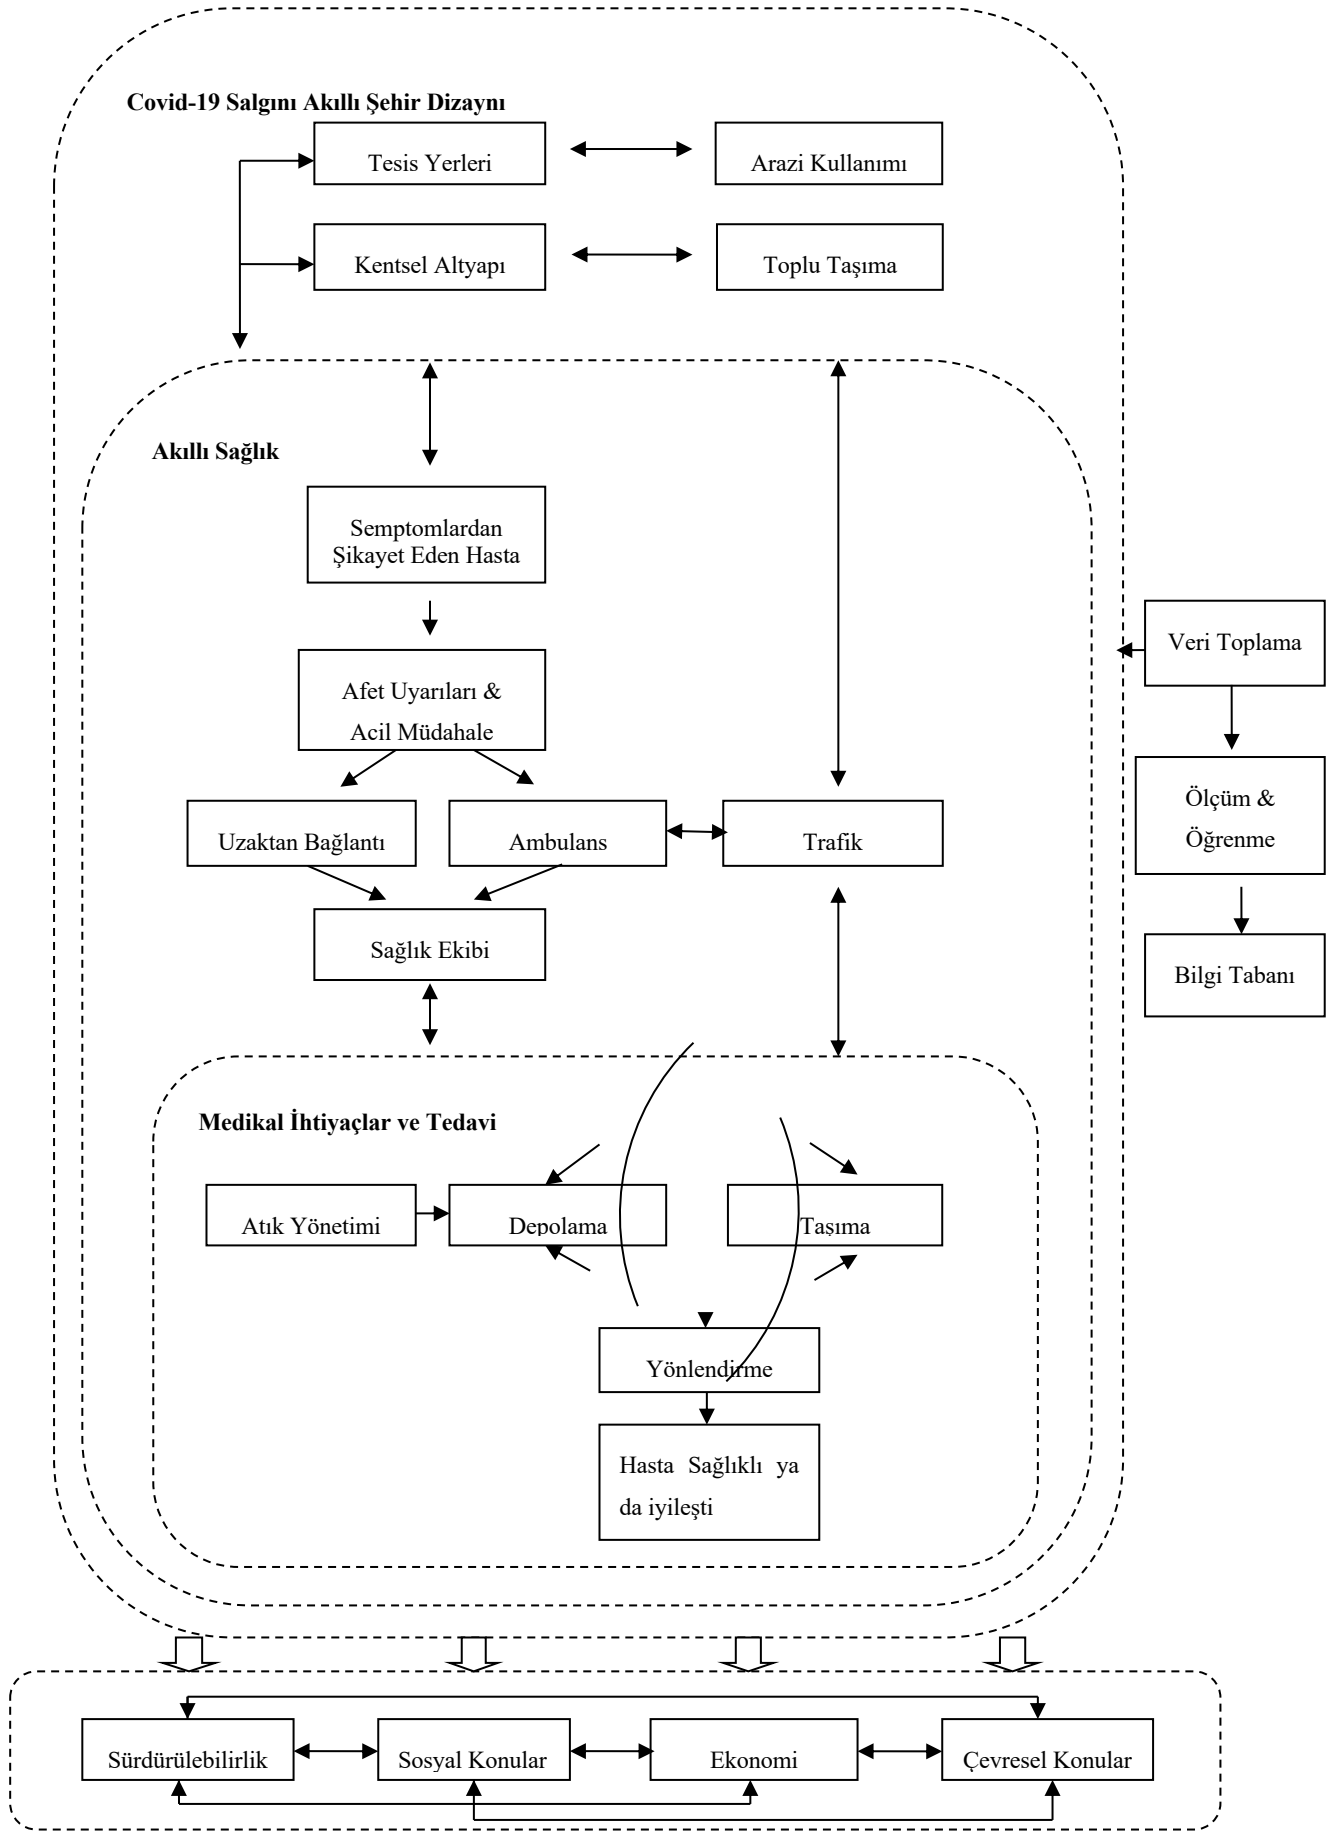 Covid-19 Salgını Akıllı Şehir Dizaynı
Tesis Yerleri
Arazi Kullanımı
Kentsel Altyapı
Toplu Taşıma
Akıllı Sağlık
Semptomlardan
Şikayet Eden Hasta
Afet Uyarıları &
Acil Müdahale
Uzaktan Bağlantı
Ambulans
Trafik
Sağlık Ekibi
Veri Toplama
Ölçüm &
Öğrenme
Bilgi Tabanı
Medikal İhtiyaçlar ve Tedavi
Atık Yönetimi
Depolama
Taşıma
Yönlendirme
Hasta Sağlıklı ya
da iyileşti
Sürdürülebilirlik
Sosyal Konular
Ekonomi
Çevresel Konular